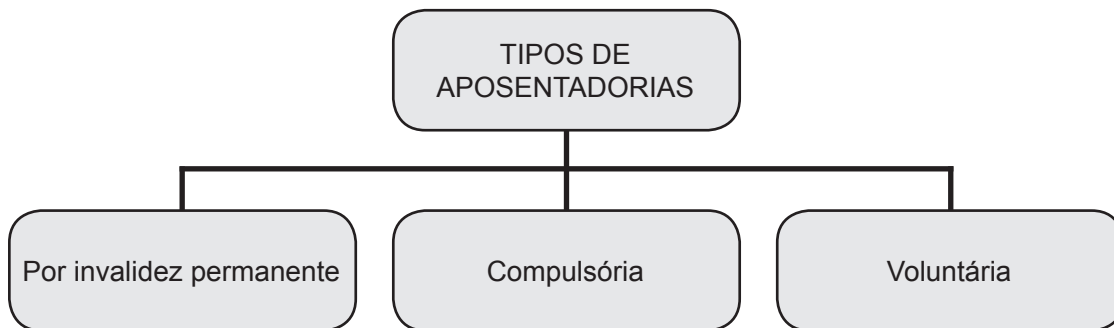 TIPOS DE
APOSENTADORIAS
Por invalidez permanente
Compulsória
Voluntária